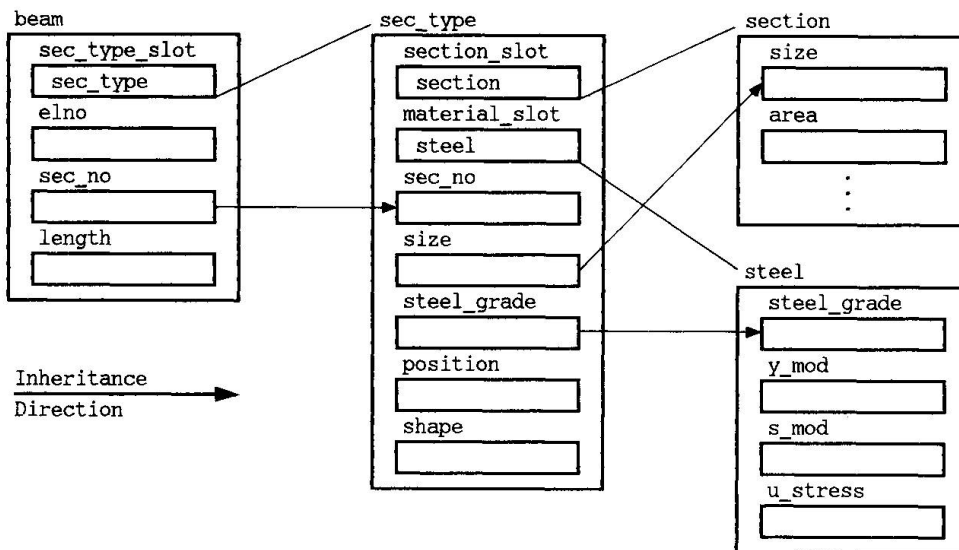 beam
sec_type_slot
sec_type
elno
sec_no
length
Inheritance
Direction
sec_type
section_slot
section
material_slot
steel
sec_no
size
steel_grade
position
shape
section
size
area
steel
steel_grade
y_mod
s_mod
u_stress